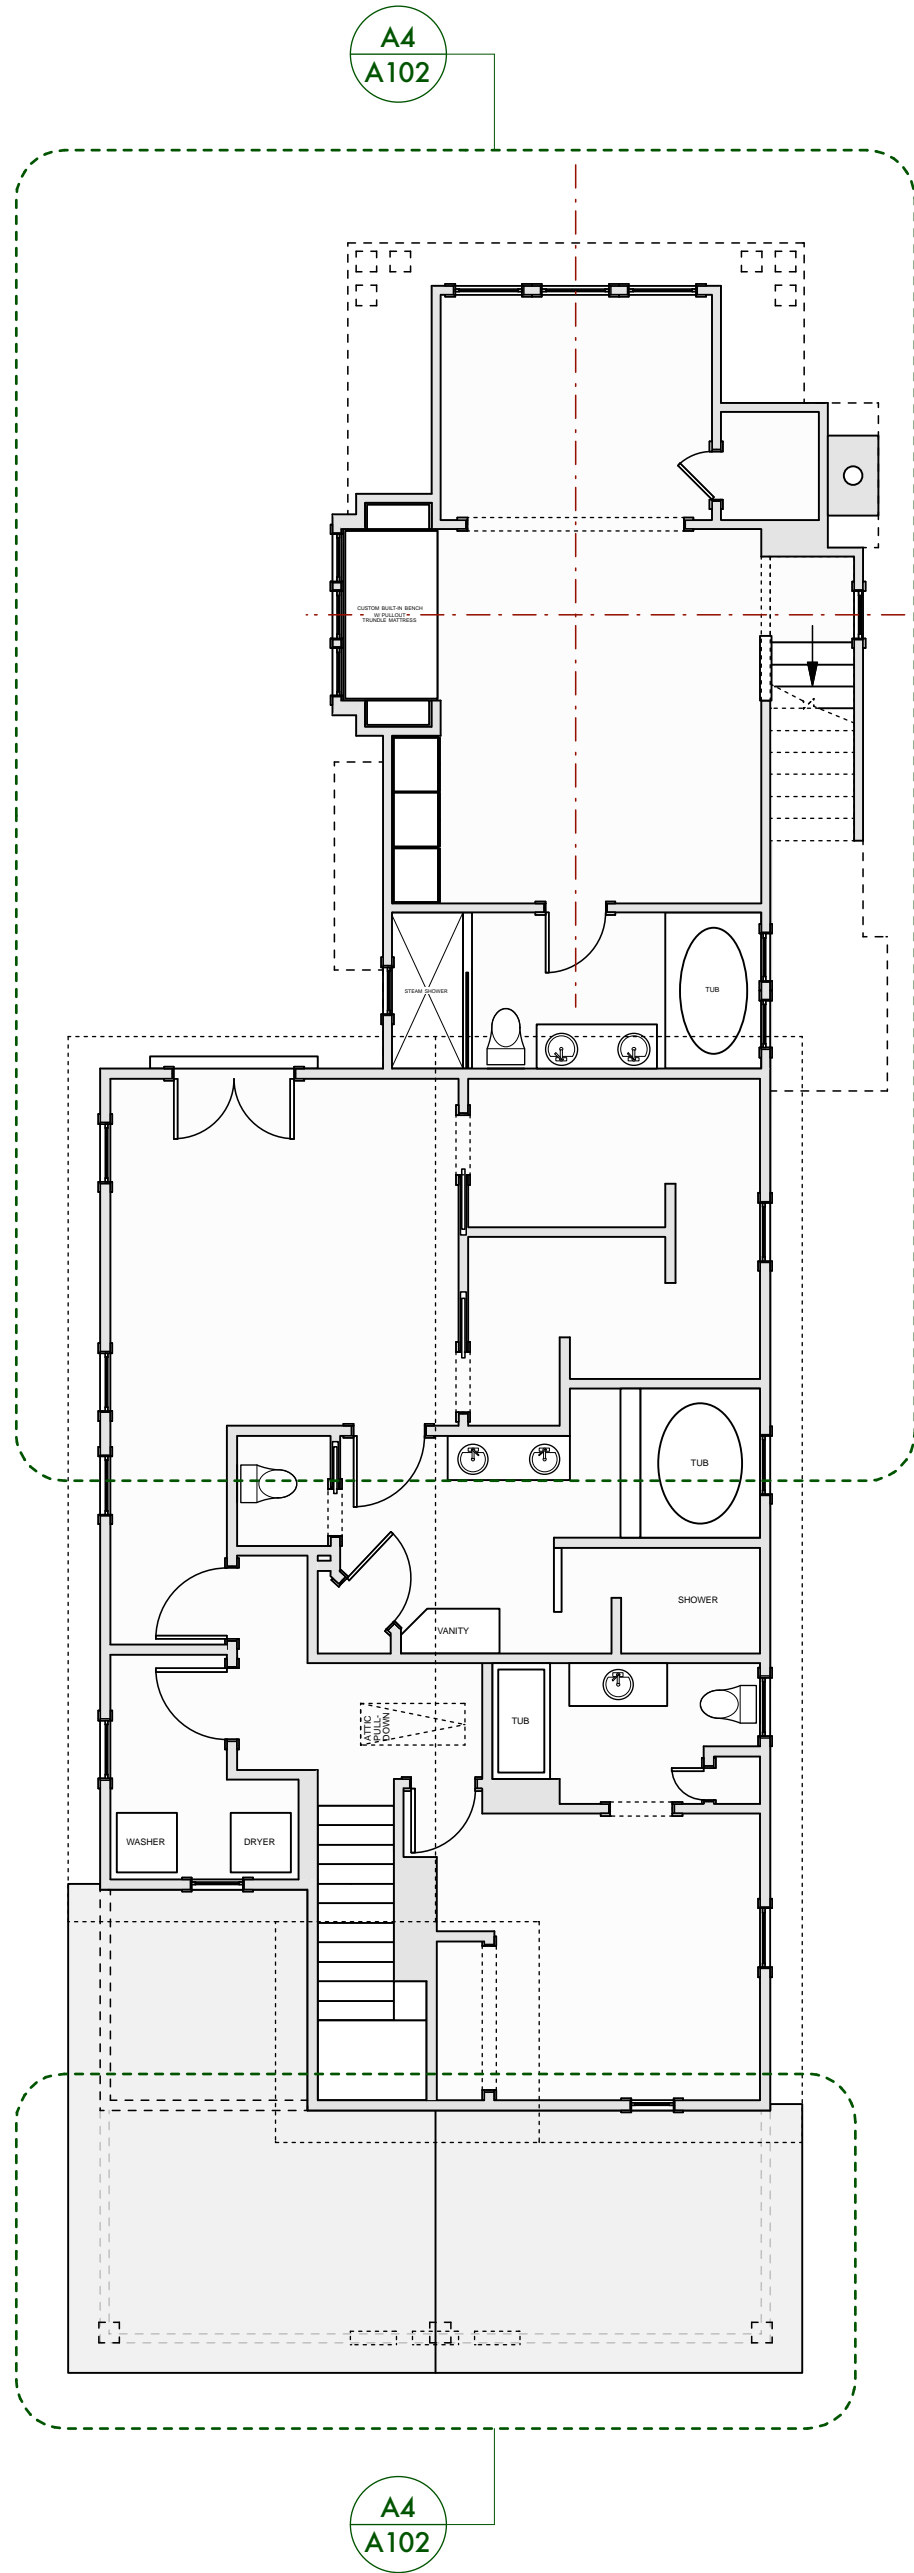 A4
A102
CUSTOM BUILT-IN BENCH
W/ PULLOUT
TRUNDLE MATTRESS
STEAM SHOWER
TUB
TUB
SHOWER
VANITY
ATTIC
PULL-
DOWN
TUB
WASHER
DRYER
A4
A102